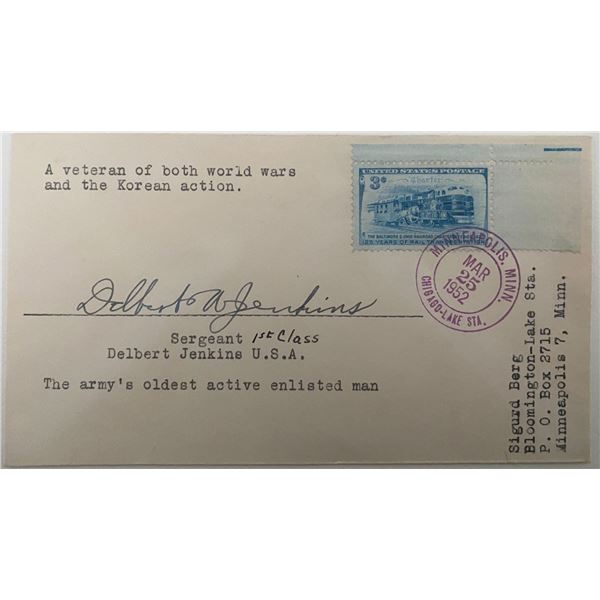 A veteran of both world wars
and the Korean action.
UNITED STATES POSTAGE
3¢
Charter
THE BALTIMORE & OHIO RAILROAD
125 YEARS OF RAIL TRANSPORTATION
MINNEAPOLIS, MINN.
MAR
25
1952
CHICAGO-LAKE STA.
Delbert W Jenkins
Sergeant 1st Class
Delbert Jenkins U.S.A.
The army's oldest active enlisted man
Sigurd Berg
Bloomington-Lake Sta.
P. O. Box 2715
Minneapolis 7, Minn.